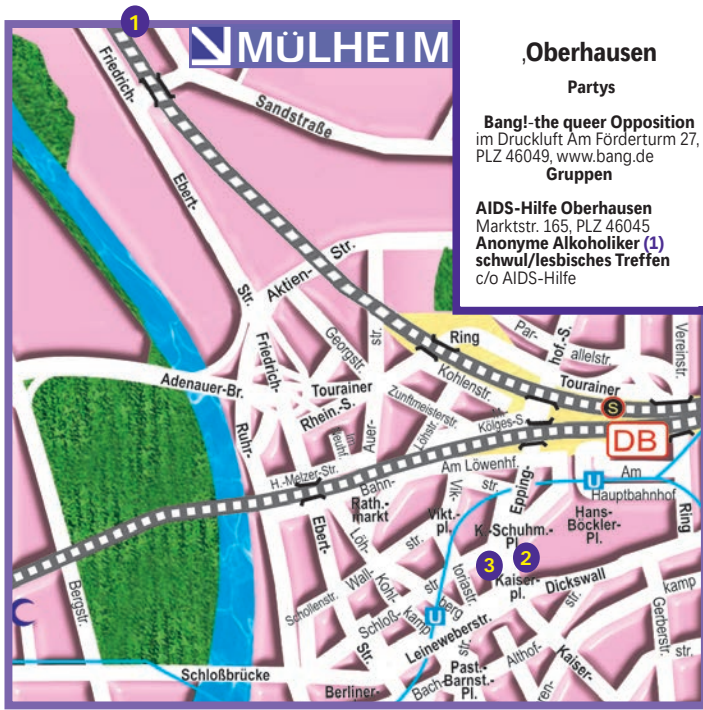 1
MÜLHEIM
,Oberhausen
Partys
Bang!-the queer Opposition
im Druckluft Am Förderturm 27,
PLZ 46049, www.bang.de
Gruppen
AIDS-Hilfe Oberhausen
Marktstr. 165, PLZ 46045
Anonyme Alkoholiker (1)
schwul/lesbisches Treffen
c/o AIDS-Hilfe
Friedrich-
Sandstraße
Ebert-
Str.
Aktien-
Str.
Friedrich-
Georgstr.
str.
Ring
Par-
hof.-S.
allelstr.
Vereinstr.
Kohlenstr.
Tourainer
Adenauer-Br.
Tourainer
Rhein.-S.
Zunftmeisterstr.
Kölges-S.
S
DB
Ruhr-
Auer-
Löhstr.
H.-Melzer-Str.
Am Löwenhf.
Bahn-
Rath.-
markt
Vik-
str.
Epping-
U
Am
Hauptbahnhof
Ebert-
Löh-
str.
Vikt.-
pl.
K.-Schuhm.-
Pl.
Hans-
Böckler-
Pl.
Ring
3
2
Kaiser-
pl.
Dickswall
kamp
Bergstr.
Schollenstr.
Wall-
Kohl-
kamp
str.
berg
toriastr.
Schloß-
U
Leineweberstr.
str.
Gerberstr.
str.
Str.
Schloßbrücke
Berliner-
Bach-
str.
Past.-
Barnst.-
Pl.
Althof-
Kaiser-
ren-